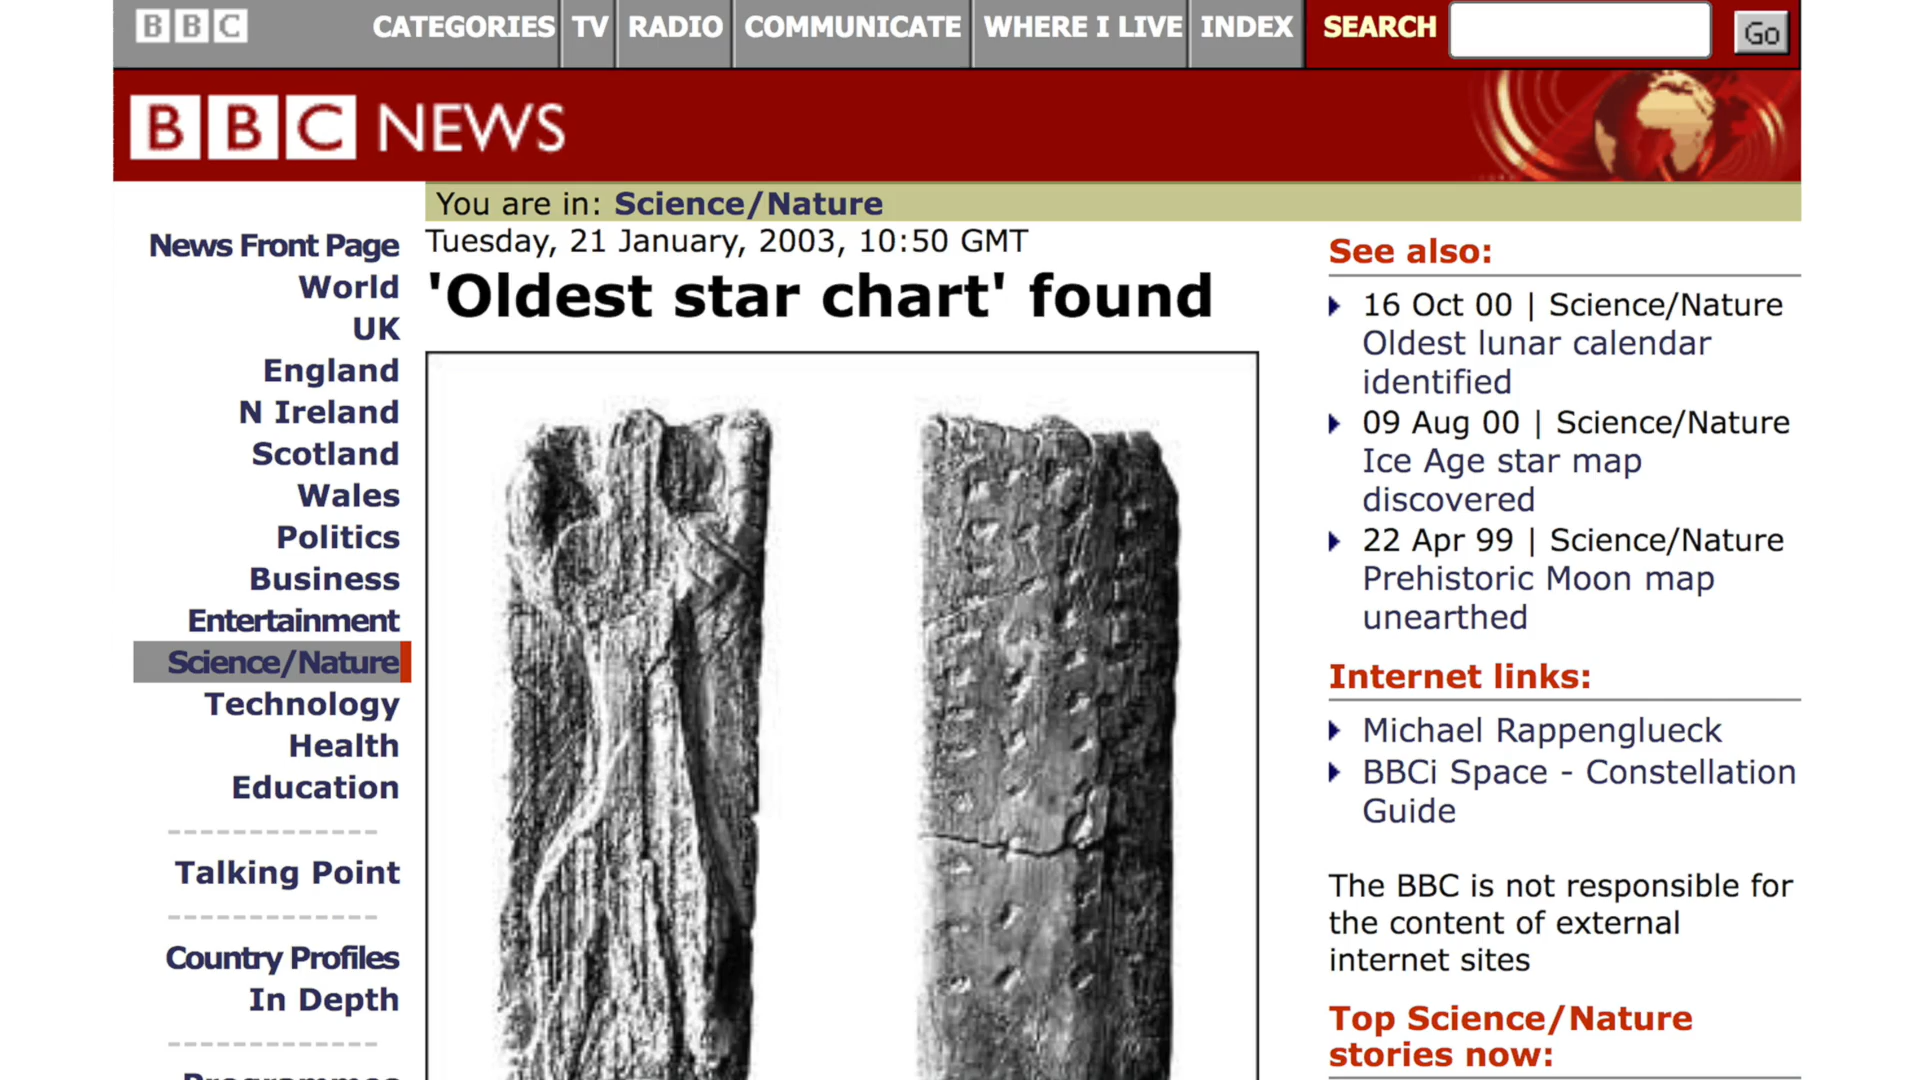 BBC
CATEGORIES TV RADIO COMMUNICATE WHERE I LIVE INDEX SEARCH Go
BBC NEWS
You are in: Science/Nature
Tuesday, 21 January, 2003, 10:50 GMT
'Oldest star chart' found
News Front Page
World
UK
England
N Ireland
Scotland
Wales
Politics
Business
Entertainment
Science/Nature
Technology
Health
Education
Talking Point
Country Profiles
In Depth
Programmes
See also:
16 Oct 00 | Science/Nature
Oldest lunar calendar
identified
09 Aug 00 | Science/Nature
Ice Age star map
discovered
22 Apr 99 | Science/Nature
Prehistoric Moon map
unearthed
Internet links:
Michael Rappenglueck
BBCi Space - Constellation
Guide
The BBC is not responsible for
the content of external
internet sites
Top Science/Nature
stories now: